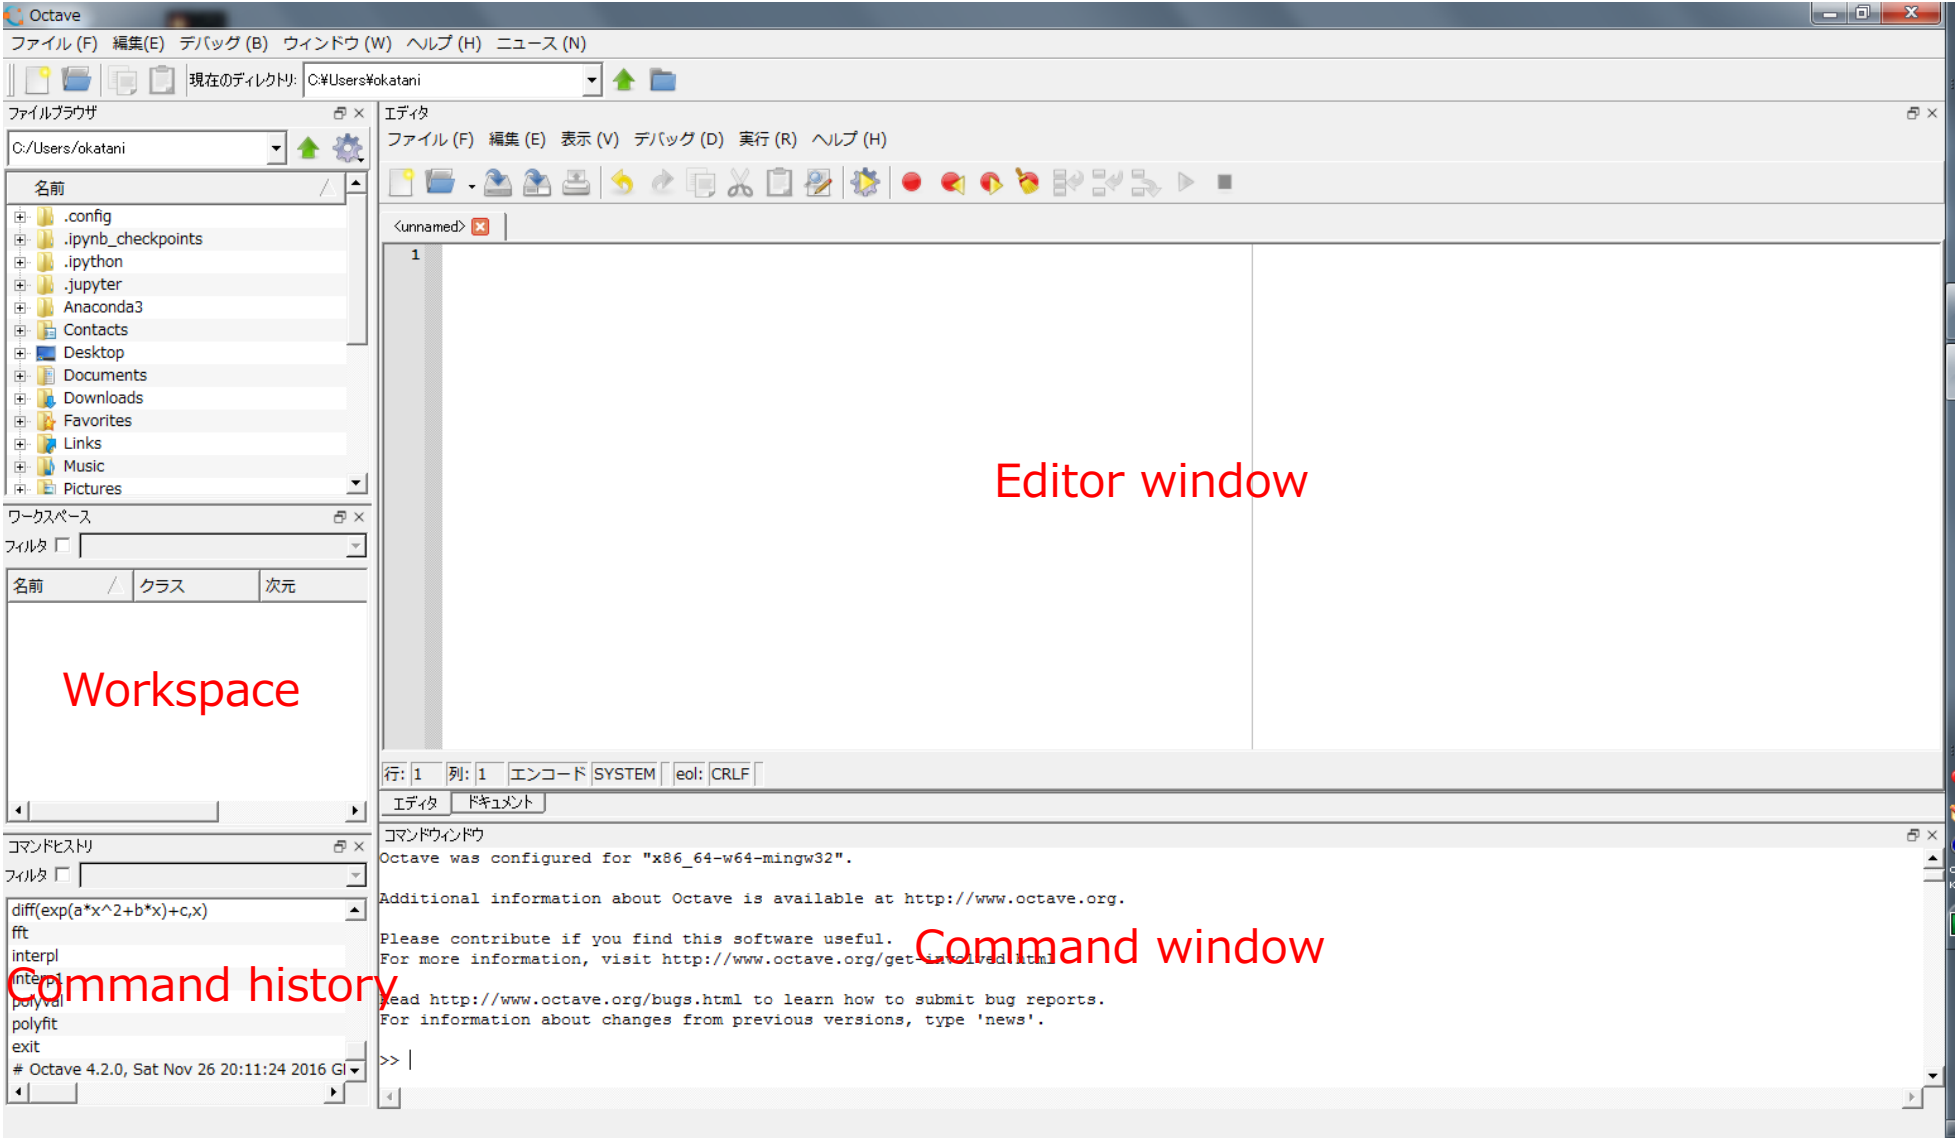 Octave
ファイル (F) 編集(E) デバッグ (B) ウィンドウ (W) ヘルプ (H) ニュース (N)
現在のディレクトリ: C:¥Users¥okatani
ファイルブラウザ
C:/Users/okatani
名前
.config
.ipynb_checkpoints
.ipython
.jupyter
Anaconda3
Contacts
Desktop
Documents
Downloads
Favorites
Links
Music
Pictures
ワークスペース
フィルタ
名前 クラス 次元
Workspace
コマンドヒストリ
フィルタ
diff(exp(a*x^2+b*x)+c,x)
fft
interpl
interp1
polyval
polyfit
exit
# Octave 4.2.0, Sat Nov 26 20:11:24 2016 G
Command history
エディタ
ファイル (F) 編集 (E) 表示 (V) デバッグ (D) 実行 (R) ヘルプ (H)
<unnamed>
1
Editor window
行: 1 列: 1 エンコード SYSTEM eol: CRLF
エディタ ドキュメント
コマンドウィンドウ
Octave was configured for "x86_64-w64-mingw32".
Additional information about Octave is available at http://www.octave.org.
Please contribute if you find this software useful.
For more information, visit http://www.octave.org/get-involved.html
Read http://www.octave.org/bugs.html to learn how to submit bug reports.
For information about changes from previous versions, type 'news'.
>>
Command window